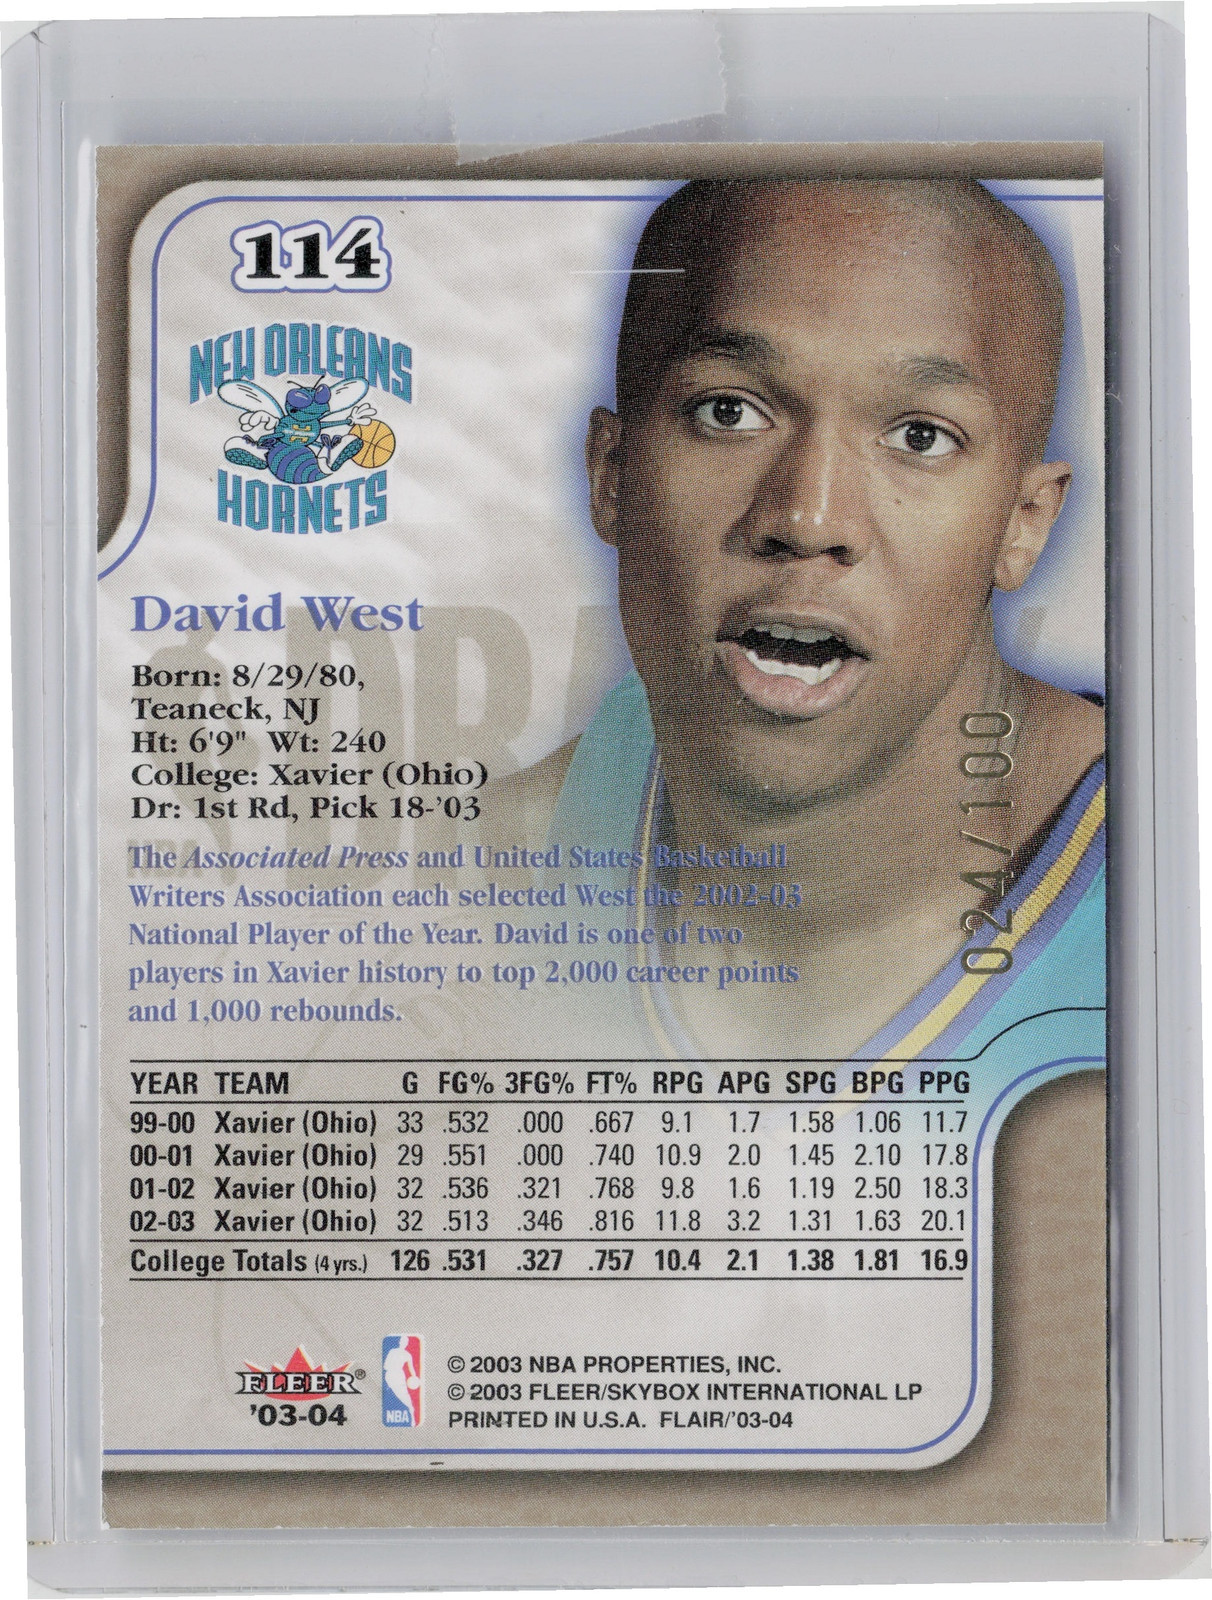 114
NEW ORLEANS
HORNETS
David West
Born: 8/29/80,
Teaneck, NJ
Ht: 6'9" Wt: 240
College: Xavier (Ohio)
Dr: 1st Rd, Pick 18-'03
The Associated Press and United States Basketball
Writers Association each selected West the 2002-03
National Player of the Year. David is one of two
players in Xavier history to top 2,000 career points
and 1,000 rebounds.
024/100
YEAR TEAM G FG% 3FG% FT% RPG APG SPG BPG PPG
99-00 Xavier (Ohio) 33 .532 .000 .667 9.1 1.7 1.58 1.06 11.7
00-01 Xavier (Ohio) 29 .551 .000 .740 10.9 2.0 1.45 2.10 17.8
01-02 Xavier (Ohio) 32 .536 .321 .768 9.8 1.6 1.19 2.50 18.3
02-03 Xavier (Ohio) 32 .513 .346 .816 11.8 3.2 1.31 1.63 20.1
College Totals (4 yrs.) 126 .531 .327 .757 10.4 2.1 1.38 1.81 16.9
FLEER®
'03-04
NBA
© 2003 NBA PROPERTIES, INC.
© 2003 FLEER/SKYBOX INTERNATIONAL LP
PRINTED IN U.S.A. FLAIR/'03-04